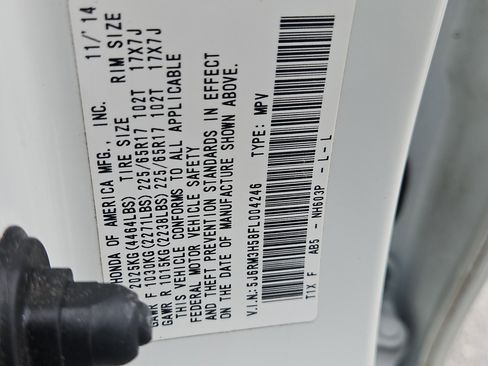 HONDA OF AMERICA MFG., INC. 11/'14
2025KG(4464LBS) TIRE SIZE RIM SIZE
GAWR F 1030KG(2271LBS) 225/65R17 102T 17X7J
GAWR R 1015KG(2238LBS) 225/65R17 102T 17X7J
THIS VEHICLE CONFORMS TO ALL APPLICABLE
FEDERAL MOTOR VEHICLE SAFETY
AND THEFT PREVENTION STANDARDS IN EFFECT
ON THE DATE OF MANUFACTURE SHOWN ABOVE.
V.I.N.:5J6RM3H58FL004246 TYPE: MPV
T1X F AB5 - NH603P - L - L